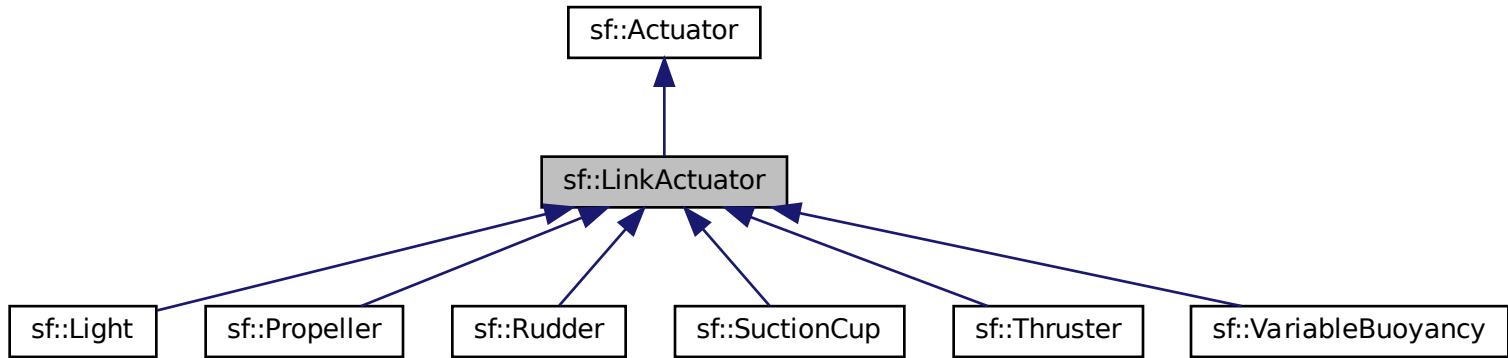 sf::Actuator
sf::LinkActuator
sf::Light
sf::Propeller
sf::Rudder
sf::SuctionCup
sf::Thruster
sf::VariableBuoyancy